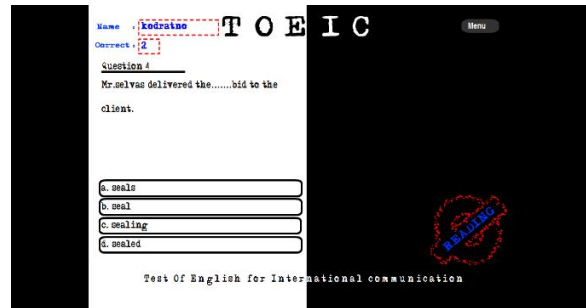 TOEIC
Menu
Name : kodratno
Correct : 2
Question 4
Mr.selvas delivered the.......bid to the
client.
a. seals
b. seal
c. sealing
d. sealed
READING
Test Of English for International communication